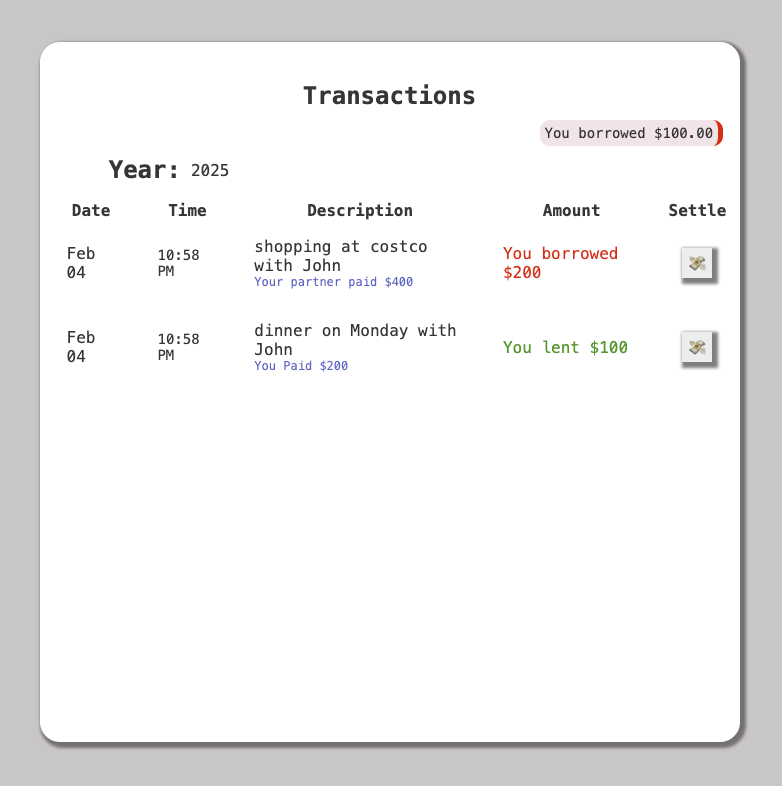 Transactions
You borrowed $100.00
Year: 2025
Date Time Description Amount Settle
Feb 04
10:58 PM
shopping at costco
with John
Your partner paid $400
You borrowed
$200
Feb 04
10:58 PM
dinner on Monday with
John
You Paid $200
You lent $100